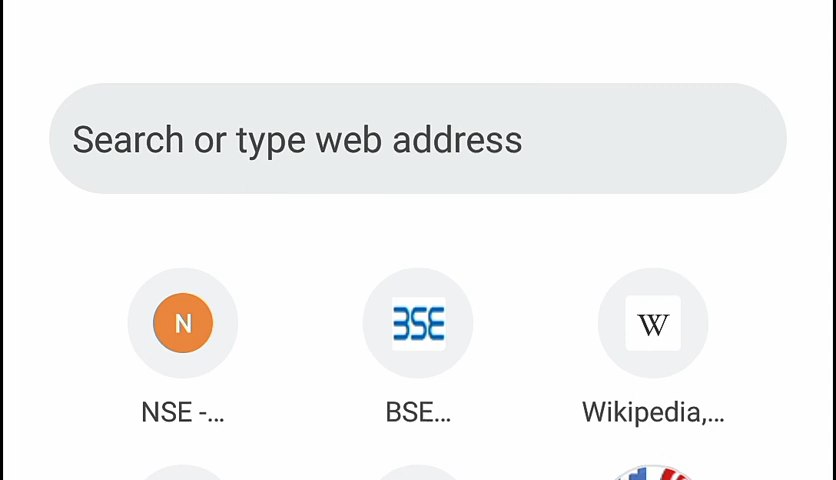 Search or type web address
N
BSE
W
NSE -...
BSE...
Wikipedia,...